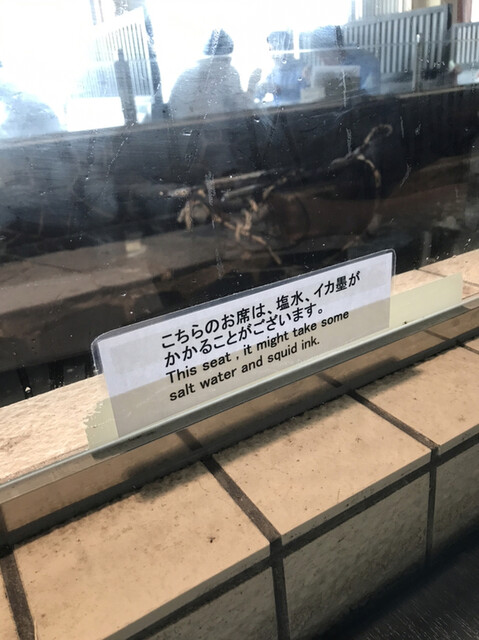 こちらのお席は、塩水、イカ墨が
かかることがございます。
This seat , it might take some
salt water and squid ink.